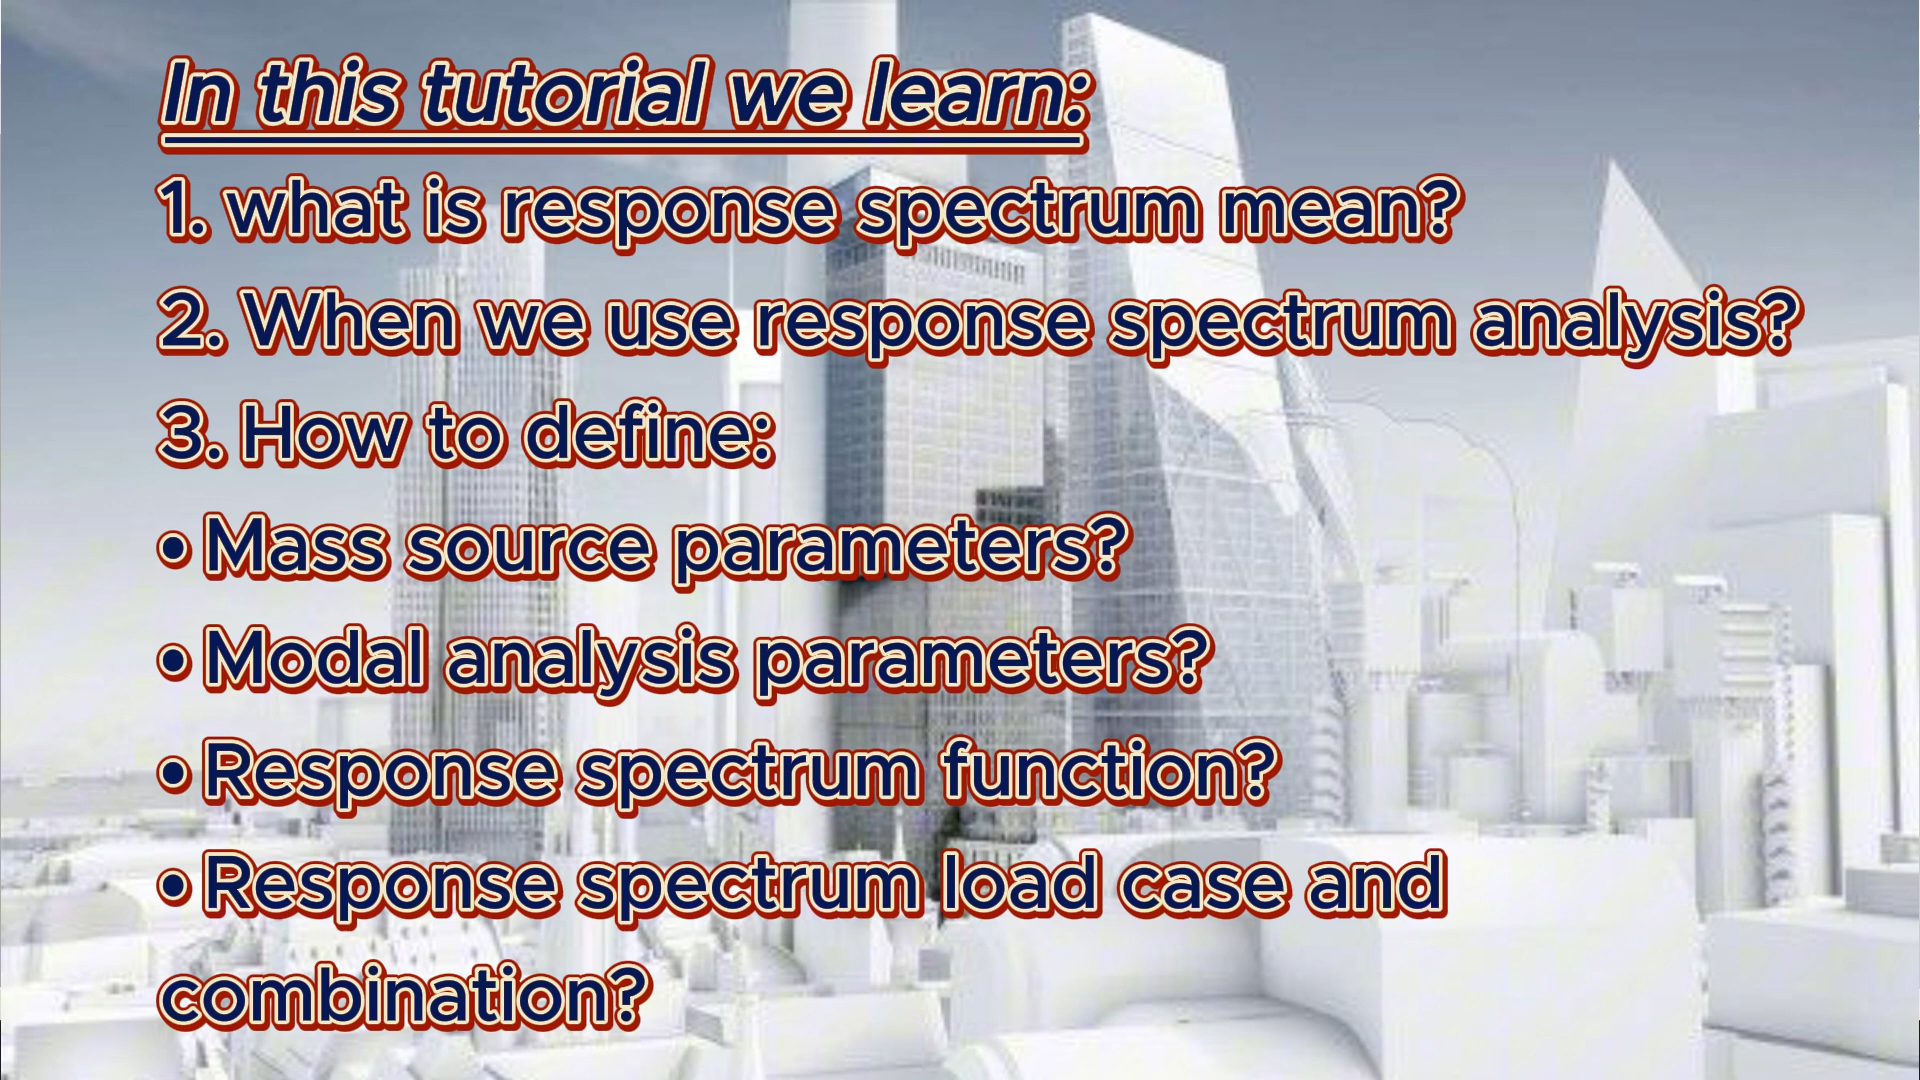 In this tutorial we learn:
1. what is response spectrum mean?
2. When we use response spectrum analysis?
3. How to define:
• Mass source parameters?
• Modal analysis parameters?
• Response spectrum function?
• Response spectrum load case and
combination?